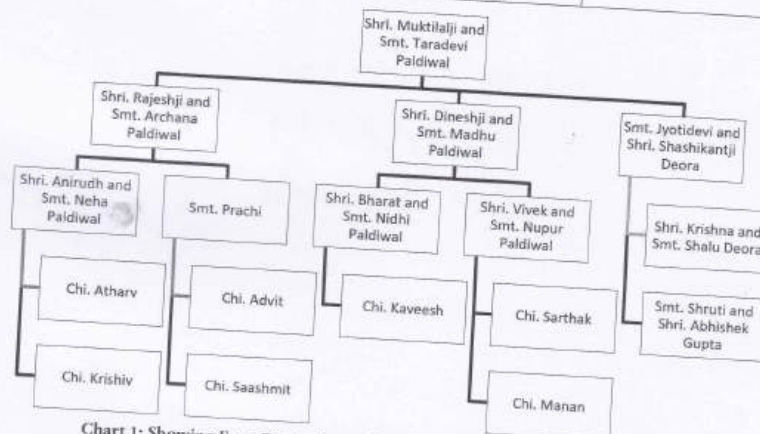 Shri. Muktilalji and
Smt. Taradevi
Paldiwal
Shri. Rajeshji and
Smt. Archana
Paldiwal
Shri. Dineshji and
Smt. Madhu
Paldiwal
Smt. Jyotidevi and
Shri. Shashikantji
Deora
Shri. Anirudh and
Smt. Neha
Paldiwal
Smt. Prachi
Shri. Bharat and
Smt. Nidhi
Paldiwal
Shri. Vivek and
Smt. Nupur
Paldiwal
Shri. Krishna and
Smt. Shalu Deora
Chi. Atharv
Chi. Advit
Chi. Kaveesh
Chi. Sarthak
Smt. Shruti and
Shri. Abhishek
Gupta
Chi. Krishiv
Chi. Saashmit
Chi. Manan
Chart 1: Showing